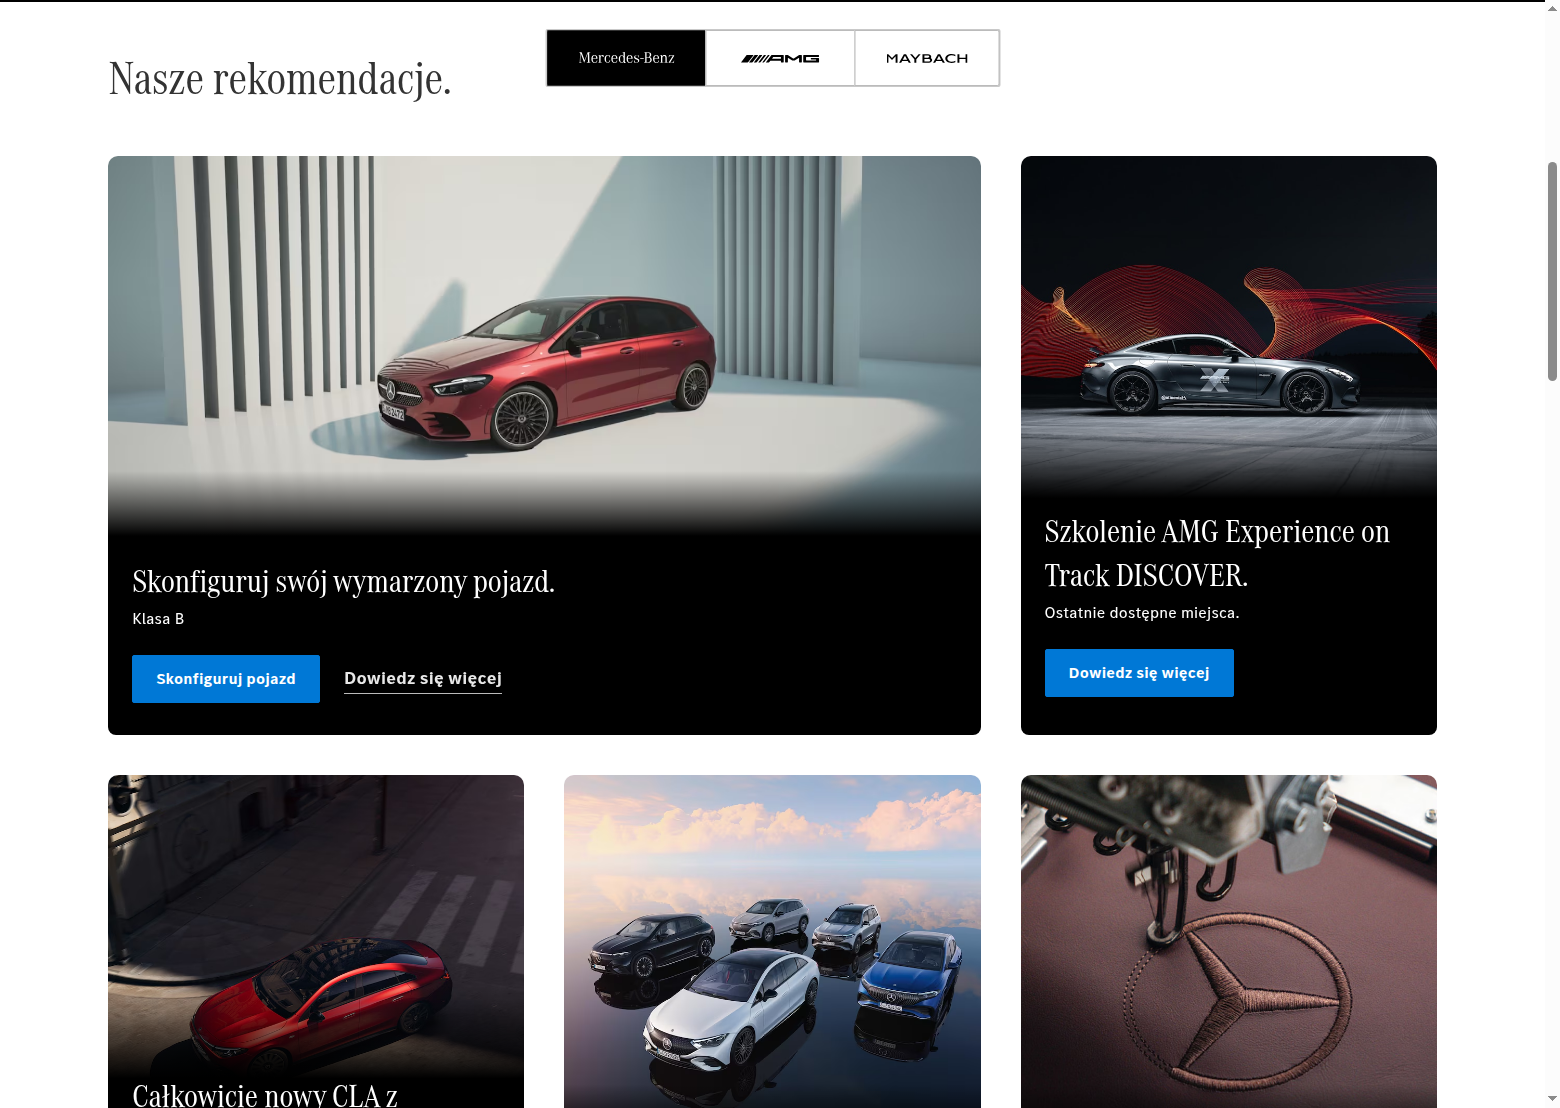 Nasze rekomendacje.
Mercedes-Benz
AMG
MAYBACH
Skonfiguruj swój wymarzony pojazd.
Klasa B
Skonfiguruj pojazd
Dowiedz się więcej
Szkolenie AMG Experience on
Track DISCOVER.
Ostatnie dostępne miejsca.
Dowiedz się więcej
Całkowicie nowy CLA z